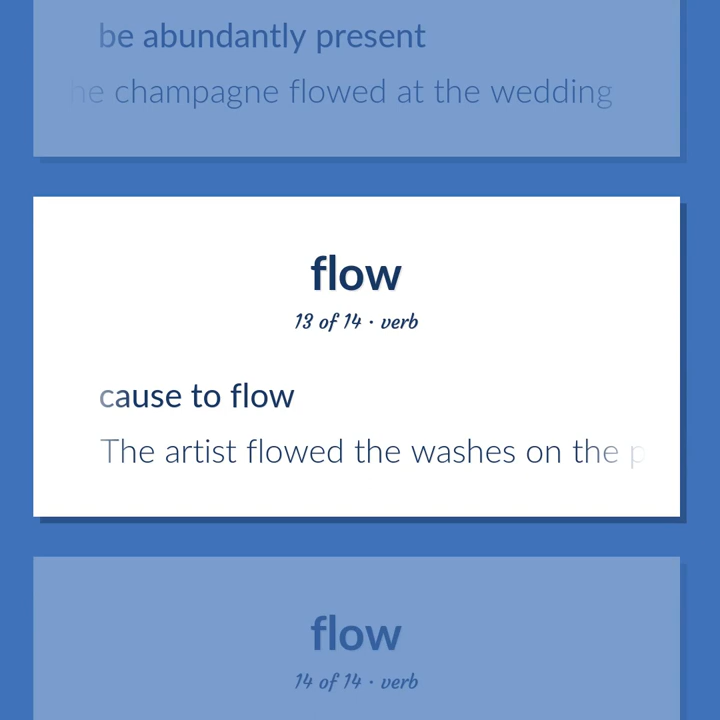 be abundantly present
he champagne flowed at the wedding
flow
13 of 14 · verb
cause to flow
The artist flowed the washes on the p
flow
14 of 14 · verb